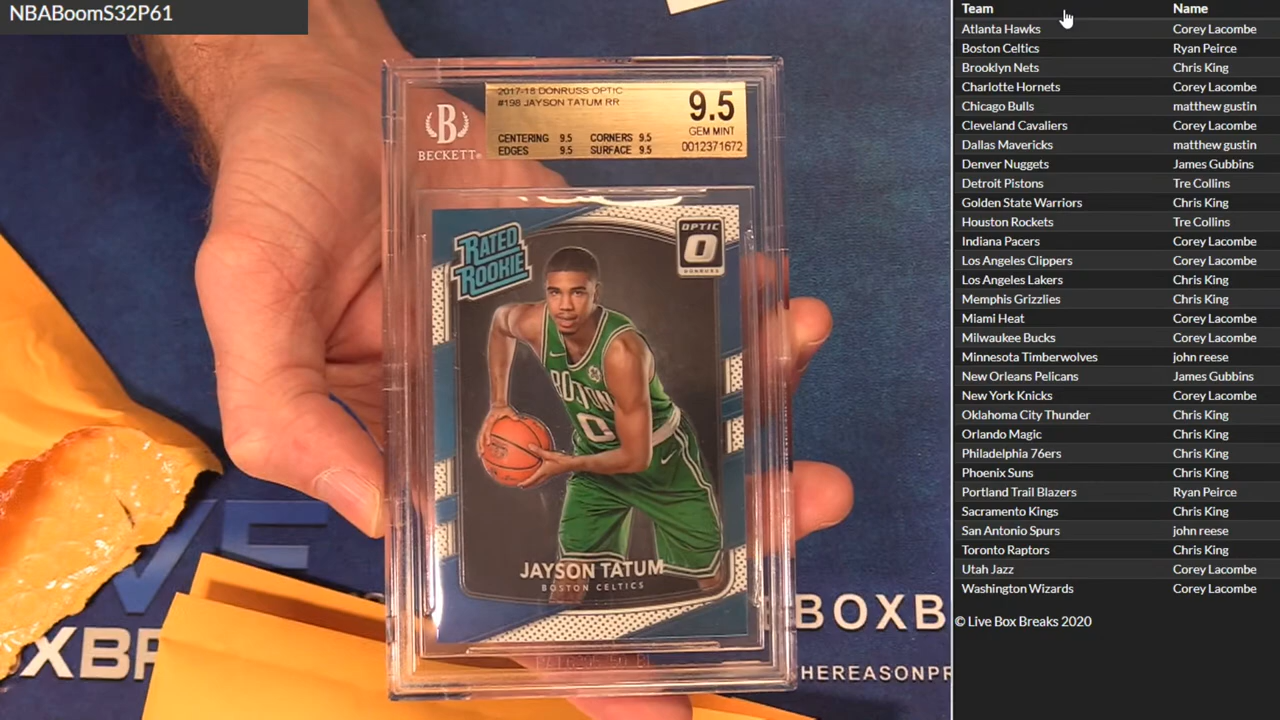 NBABoomS32P61
2017-18 DONRUSS OPTIC
#198 JAYSON TATUM RR
CENTERING 9.5 CORNERS 9.5
EDGES 9.5 SURFACE 9.5
9.5
GEM MINT
0012371672
B
BECKETT
RATED
ROOKIE
OPTIC
O
DONRUSS
BOSTON
0
JAYSON TATUM
BOSTON CELTICS
VE
XBR
BOXB
HEREASONPR
Team Name
Atlanta Hawks Corey Lacombe
Boston Celtics Ryan Peirce
Brooklyn Nets Chris King
Charlotte Hornets Corey Lacombe
Chicago Bulls matthew gustin
Cleveland Cavaliers Corey Lacombe
Dallas Mavericks matthew gustin
Denver Nuggets James Gubbins
Detroit Pistons Tre Collins
Golden State Warriors Chris King
Houston Rockets Tre Collins
Indiana Pacers Corey Lacombe
Los Angeles Clippers Corey Lacombe
Los Angeles Lakers Chris King
Memphis Grizzlies Chris King
Miami Heat Corey Lacombe
Milwaukee Bucks Corey Lacombe
Minnesota Timberwolves john reese
New Orleans Pelicans James Gubbins
New York Knicks Corey Lacombe
Oklahoma City Thunder Chris King
Orlando Magic Chris King
Philadelphia 76ers Chris King
Phoenix Suns Chris King
Portland Trail Blazers Ryan Peirce
Sacramento Kings Chris King
San Antonio Spurs john reese
Toronto Raptors Chris King
Utah Jazz Corey Lacombe
Washington Wizards Corey Lacombe
© Live Box Breaks 2020